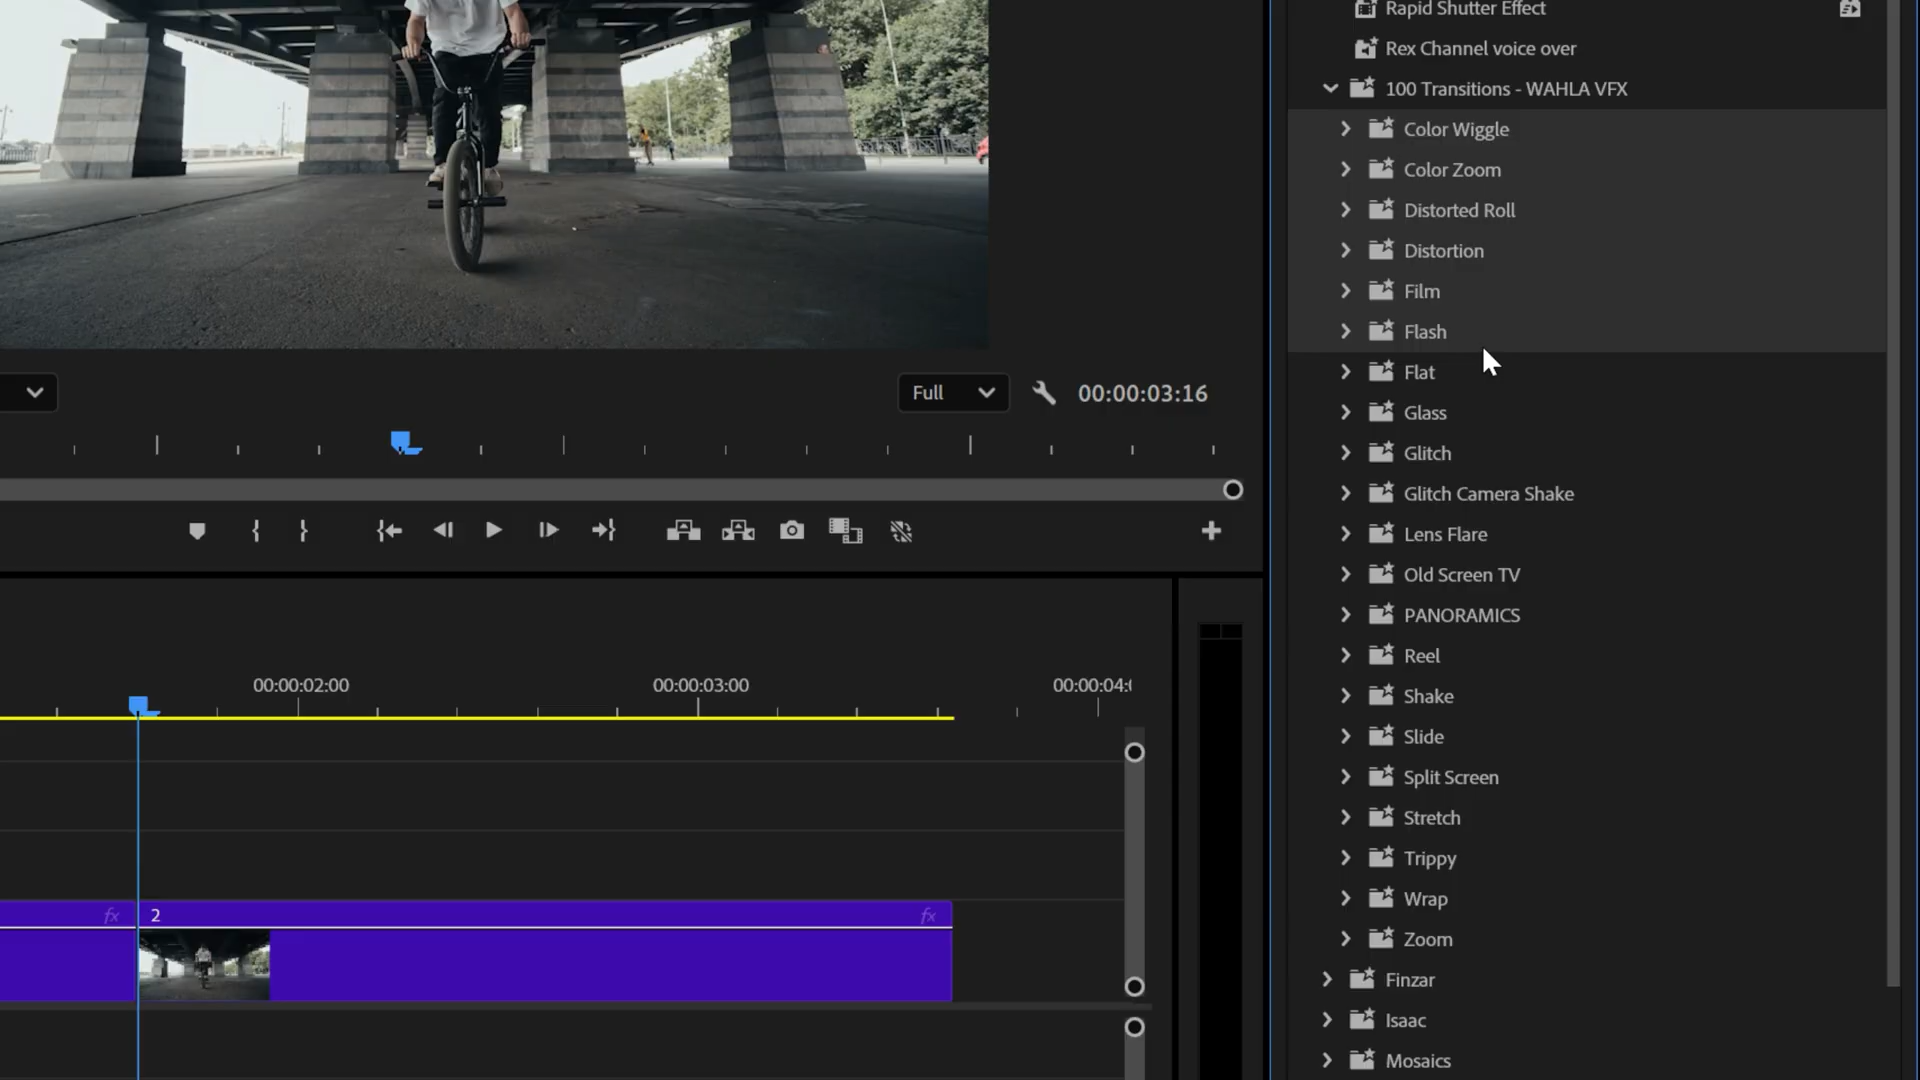 Rapid Shutter Effect
Rex Channel voice over
100 Transitions - WAHLA VFX
Color Wiggle
Color Zoom
Distorted Roll
Distortion
Film
Flash
Flat
Glass
Glitch
Glitch Camera Shake
Lens Flare
Old Screen TV
PANORAMICS
Reel
Shake
Slide
Split Screen
Stretch
Trippy
Wrap
Zoom
Finzar
Isaac
Mosaics
Full
00:00:03:16
00:00:02:00
00:00:03:00
00:00:04:
fx
2
fx